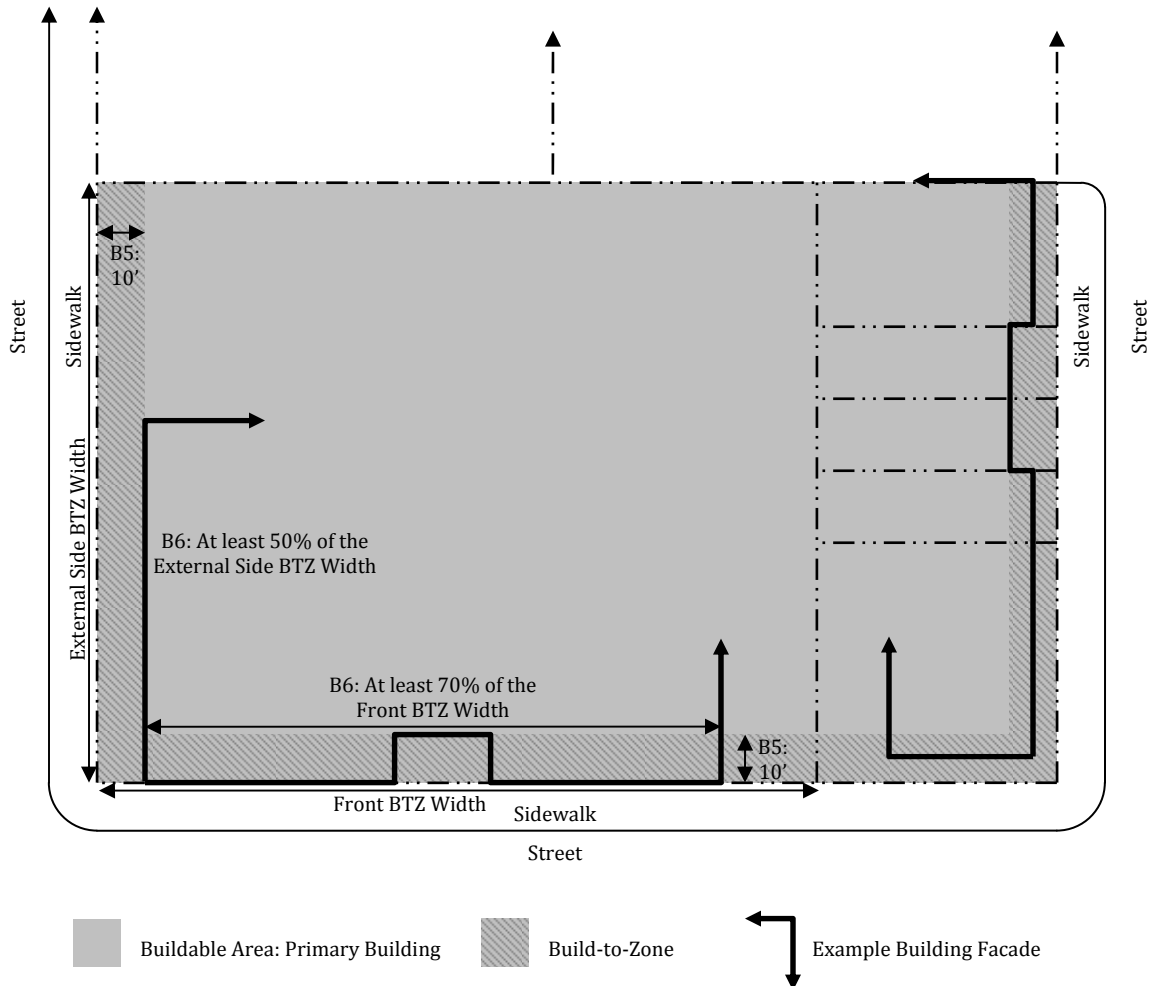 B5:
10’
Street
Sidewalk
Sidewalk
Street
External Side BTZ Width
B6: At least 50% of the
External Side BTZ Width
B6: At least 70% of the
Front BTZ Width
B5:
10’
Front BTZ Width
Sidewalk
Street
Buildable Area: Primary Building
Build-to-Zone
Example Building Facade